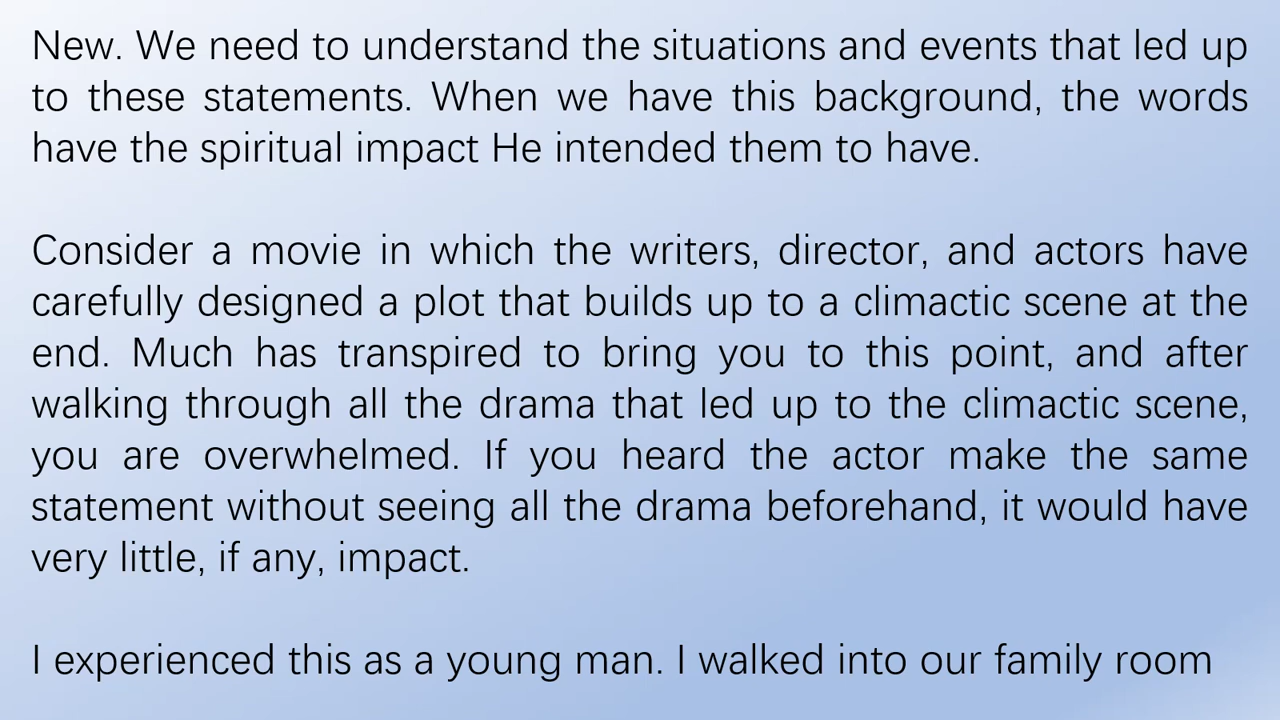 New. We need to understand the situations and events that led up
to these statements. When we have this background, the words
have the spiritual impact He intended them to have.
Consider a movie in which the writers, director, and actors have
carefully designed a plot that builds up to a climactic scene at the
end. Much has transpired to bring you to this point, and after
walking through all the drama that led up to the climactic scene,
you are overwhelmed. If you heard the actor make the same
statement without seeing all the drama beforehand, it would have
very little, if any, impact.
I experienced this as a young man. I walked into our family room